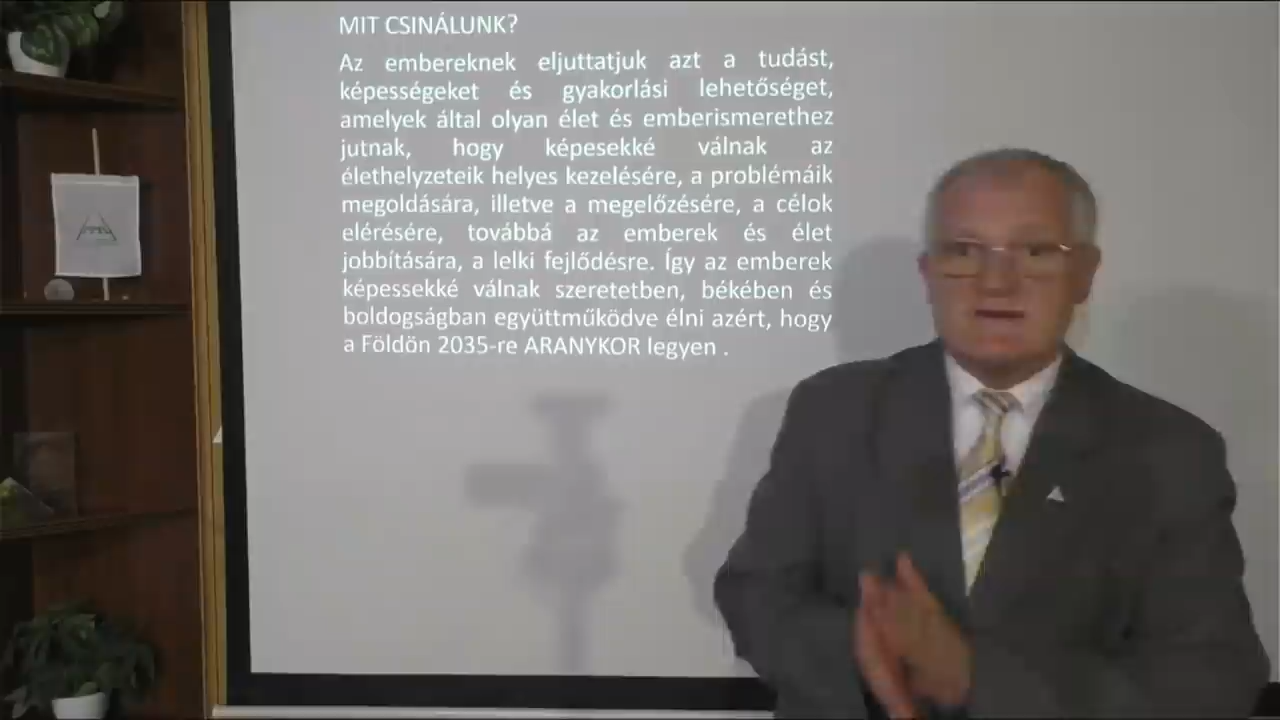 MIT CSINÁLUNK?
Az embereknek eljuttatjuk azt a tudást,
képességeket és gyakorlási lehetőséget,
amelyek által olyan élet és emberismerethez
jutnak, hogy képesekké válnak az
élethelyzeteik helyes kezelésére, a problémáik
megoldására, illetve a megelőzésére, a célok
elérésére, továbbá az emberek és élet
jobbítására, a lelki fejlődésre. Így az emberek
képessekké válnak szeretetben, békében és
boldogságban együttműködve élni azért, hogy
a Földön 2035-re ARANYKOR legyen .